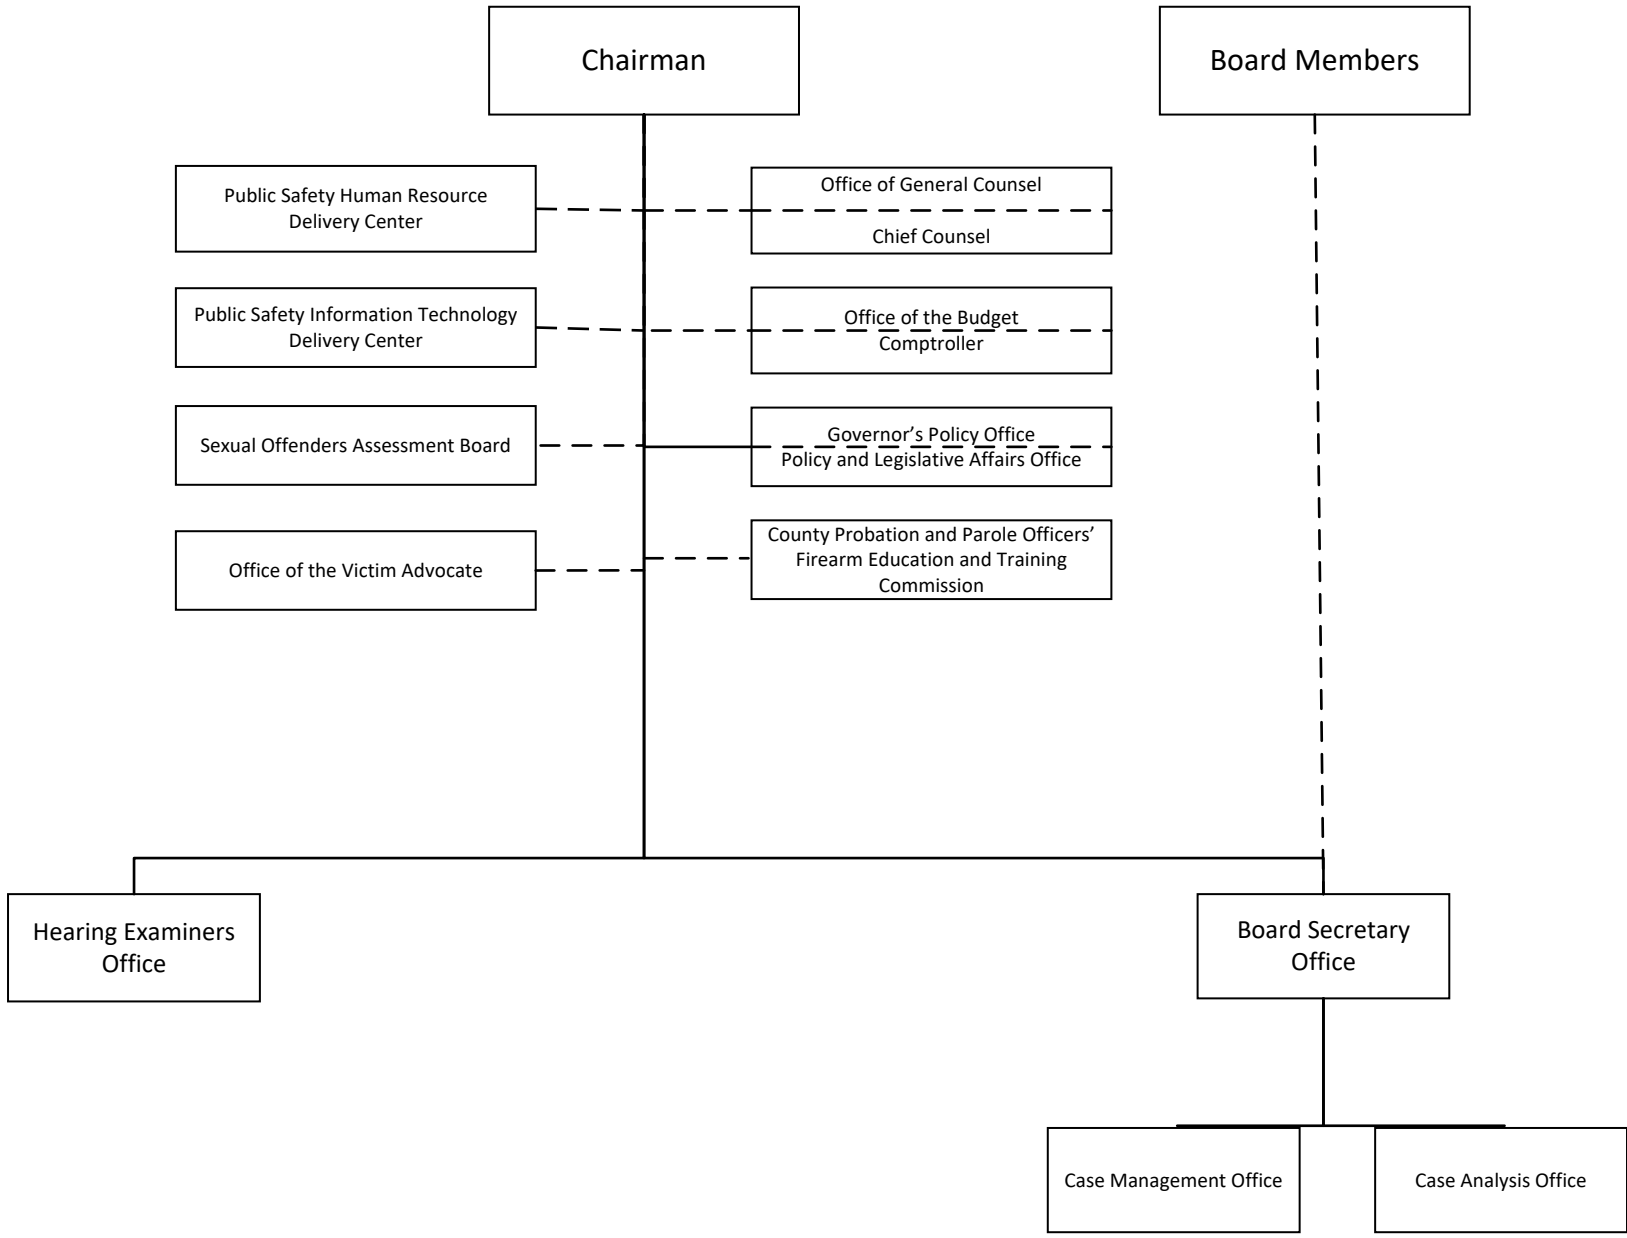 Chairman
Board Members
Public Safety Human Resource
Delivery Center
Office of General Counsel
Chief Counsel
Public Safety Information Technology
Delivery Center
Office of the Budget
Comptroller
Sexual Offenders Assessment Board
Governor’s Policy Office
Policy and Legislative Affairs Office
Office of the Victim Advocate
County Probation and Parole Officers’
Firearm Education and Training
Commission
Hearing Examiners
Office
Board Secretary
Office
Case Management Office
Case Analysis Office